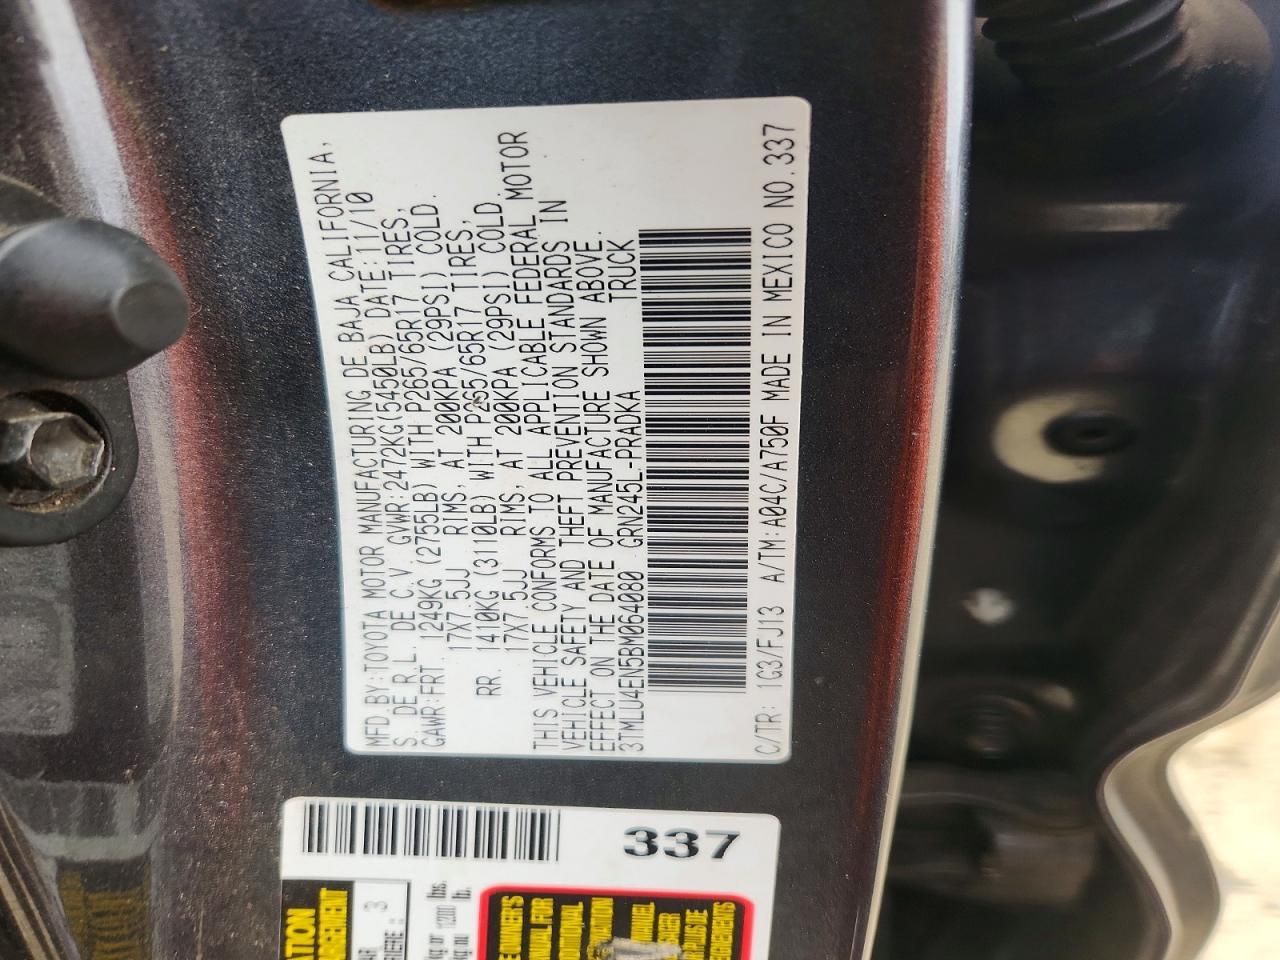 MFD.BY:TOYOTA MOTOR MANUFACTURING DE BAJA CALIFORNIA,
S. DE R.L. DE C.V. GVWR:2472KG(5450LB) DATE:11/10
GAWR:FRT. 1249KG (2755LB) WITH P265/65R17 TIRES,
17X7.5JJ RIMS, AT 200KPA (29PSI) COLD.
RR. 1410KG (3110LB) WITH P265/65R17 TIRES,
17X7.5JJ RIMS, AT 200KPA (29PSI) COLD.
THIS VEHICLE CONFORMS TO ALL APPLICABLE FEDERAL MOTOR
VEHICLE SAFETY AND THEFT PREVENTION STANDARDS IN
EFFECT ON THE DATE OF MANUFACTURE SHOWN ABOVE.
3TMLU4EN5BM064080 GRN245L-PRADKA TRUCK
C/TR: 1G3/FJ13 A/TM:A04C/A750F MADE IN MEXICO NO.337
337
3
1200 lb.